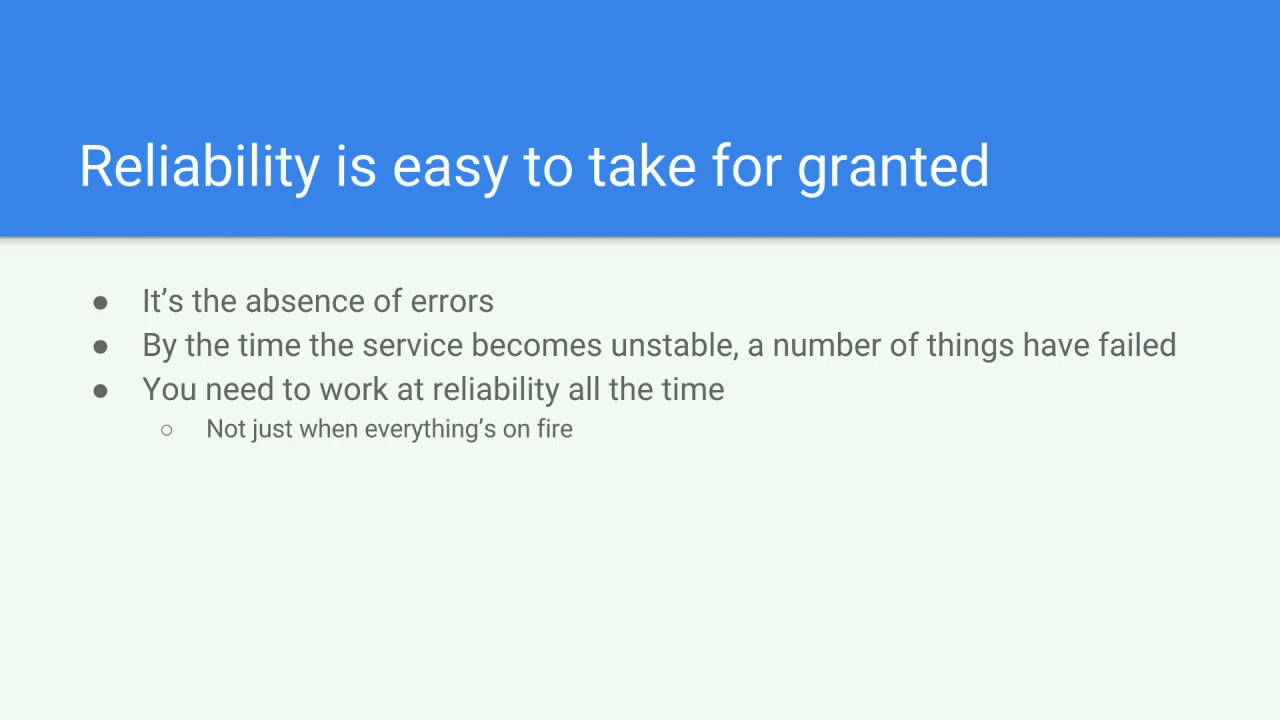 Reliability is easy to take for granted
● It’s the absence of errors
● By the time the service becomes unstable, a number of things have failed
● You need to work at reliability all the time
○ Not just when everything’s on fire